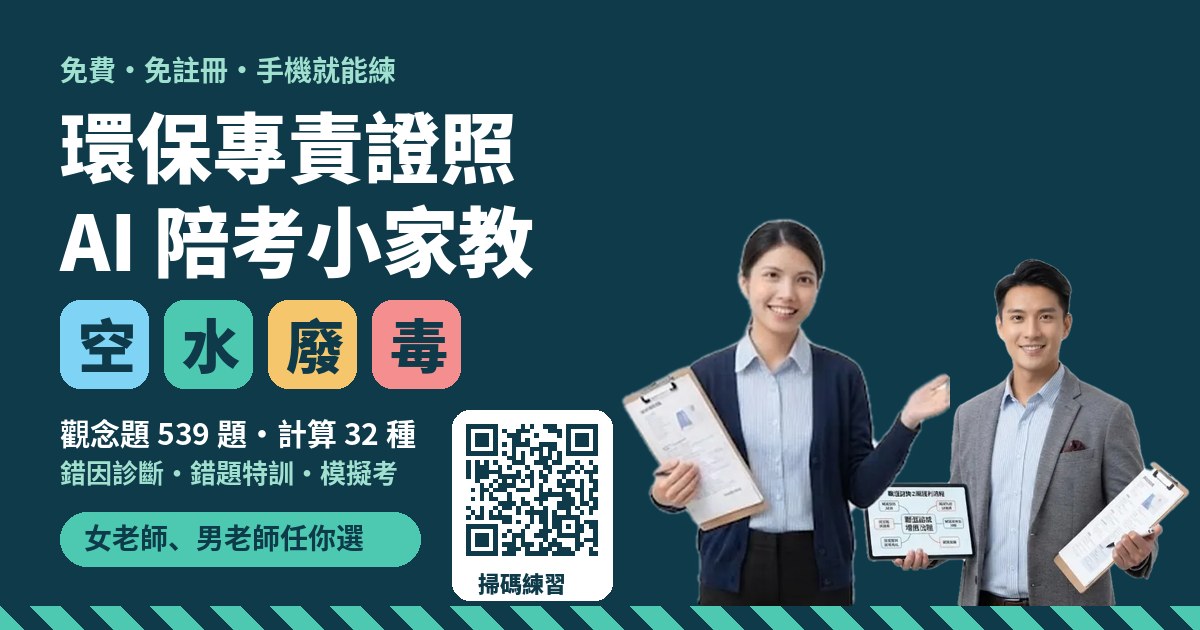 免費・免註冊・手機就能練
環保專責證照
AI 陪考小家教
空 水 廢 毒
觀念題 539 題・計算 32 種
錯因診斷・錯題特訓・模擬考
女老師、男老師任你選
掃碼練習